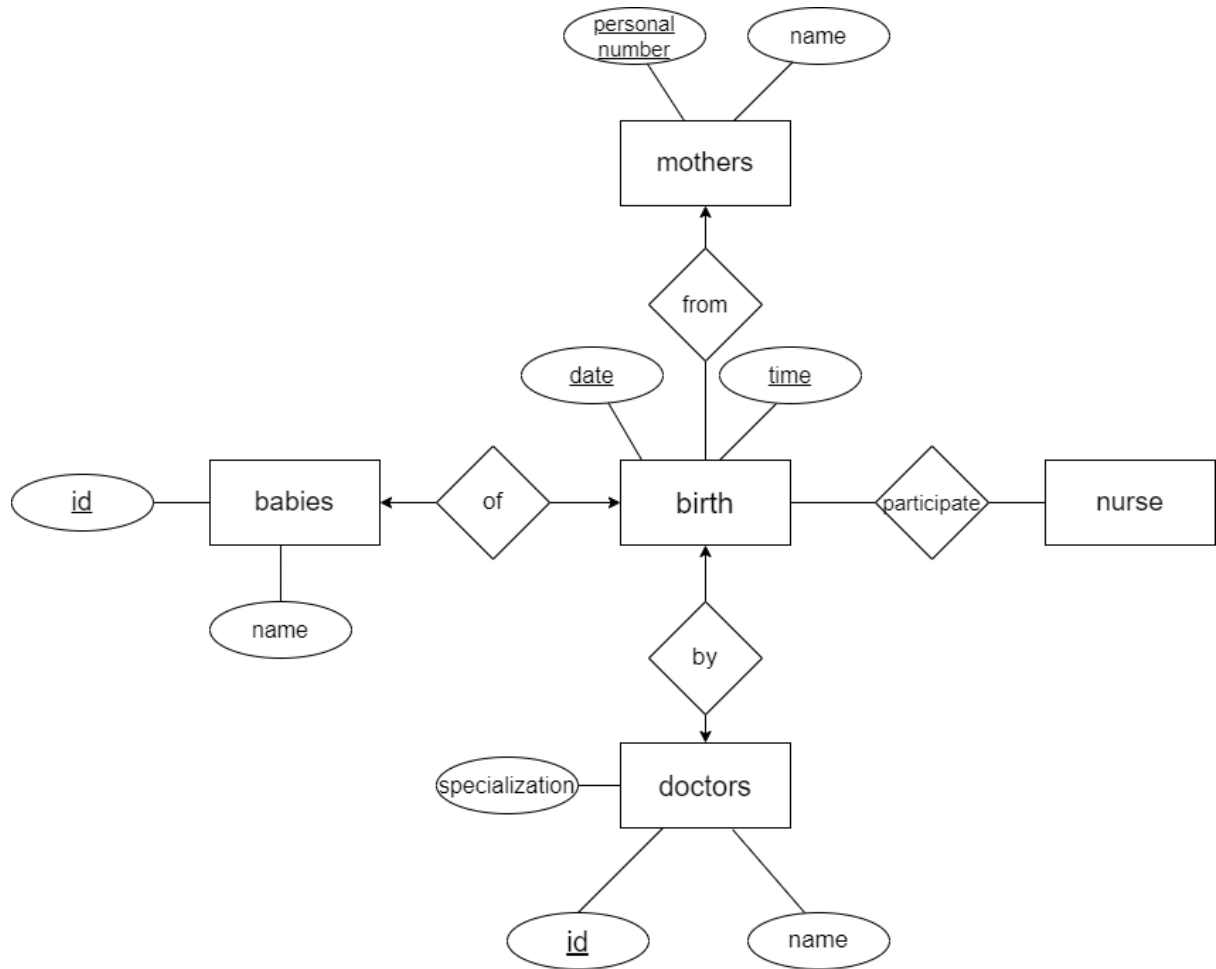 personal
number
name
mothers
from
date
time
id
babies
of
birth
participate
nurse
name
by
specialization
doctors
id
name